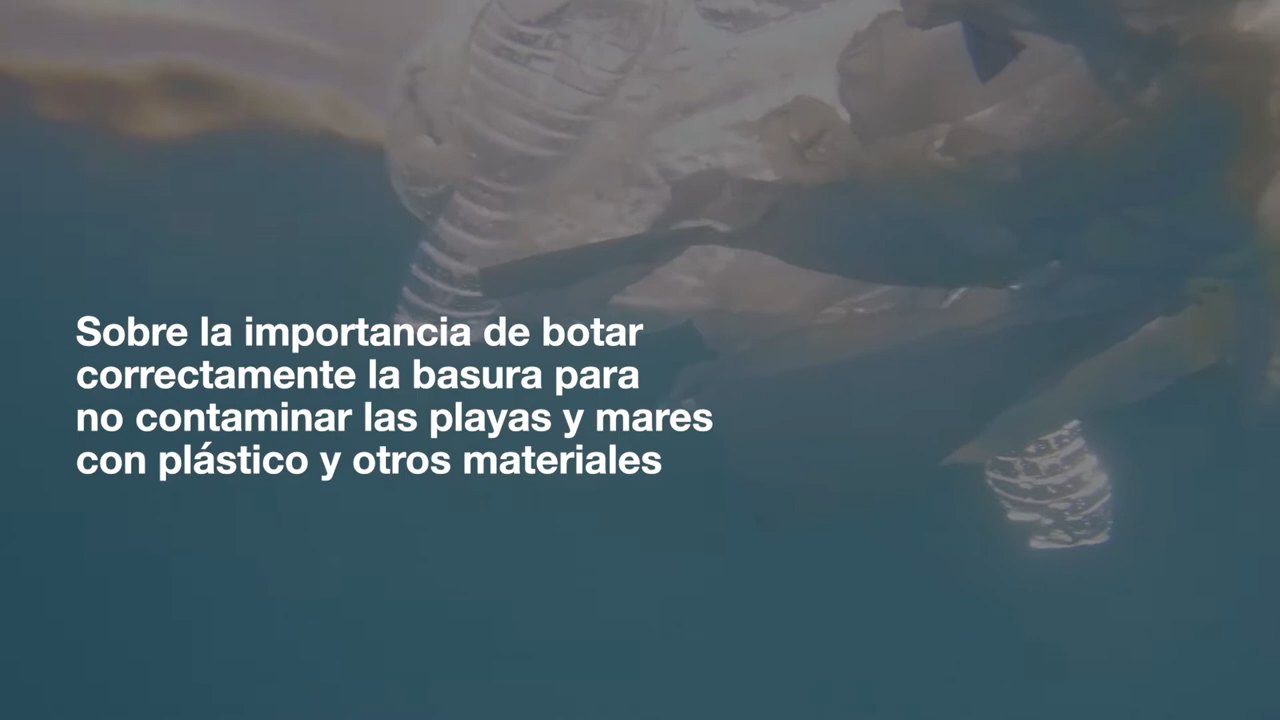 Sobre la importancia de botar
correctamente la basura para
no contaminar las playas y mares
con plástico y otros materiales